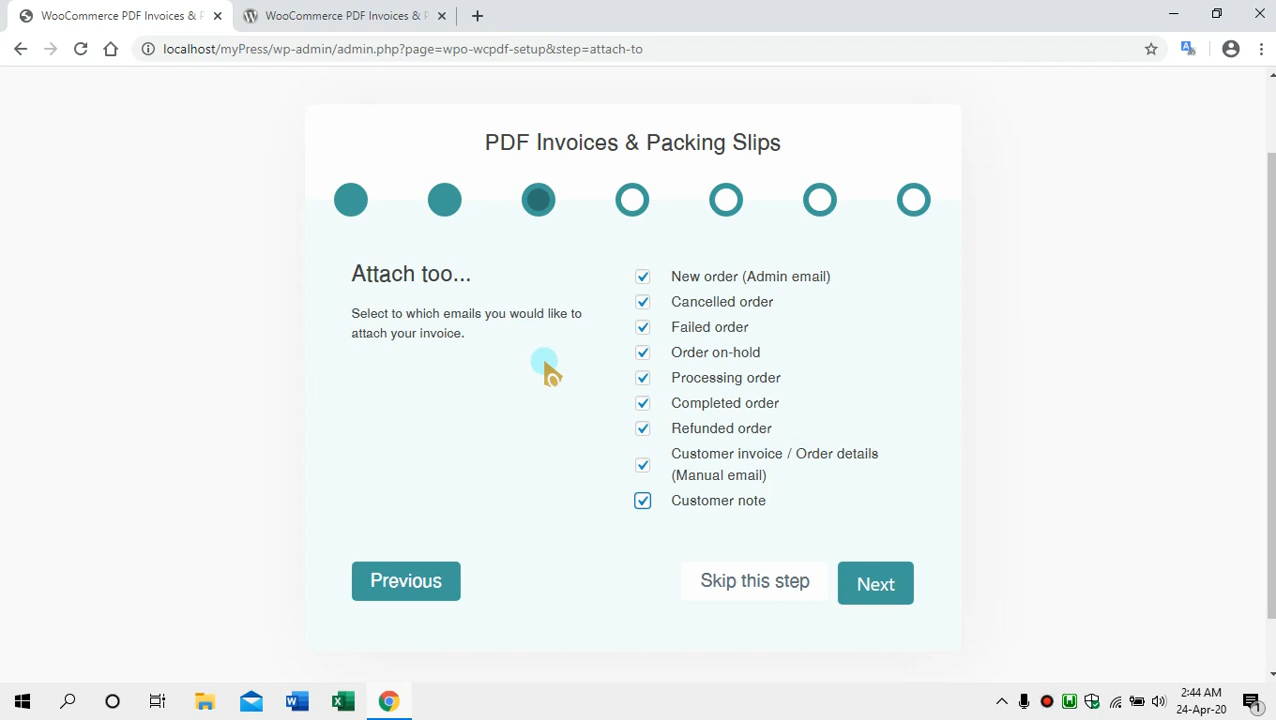 WooCommerce PDF Invoices & P
WooCommerce PDF Invoices & P
localhost/myPress/wp-admin/admin.php?page=wpo-wcpdf-setup&step=attach-to
PDF Invoices & Packing Slips
Attach too...
Select to which emails you would like to
attach your invoice.
New order (Admin email)
Cancelled order
Failed order
Order on-hold
Processing order
Completed order
Refunded order
Customer invoice / Order details
(Manual email)
Customer note
Previous
Skip this step
Next
2:44 AM
24-Apr-20